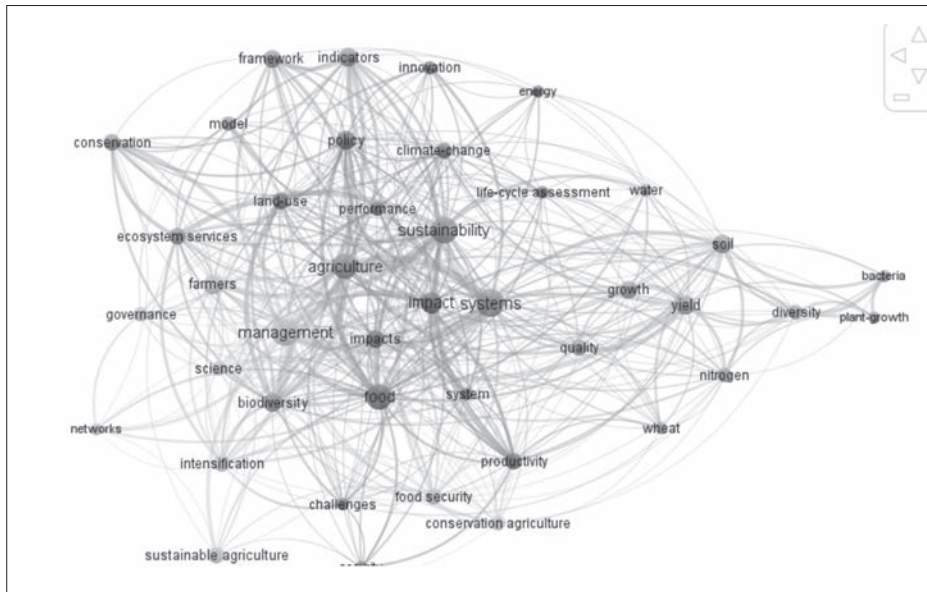 framework
indicators
innovation
energy
model
conservation
policy
climate-change
life-cycle assessment
water
land-use
performance
sustainability
ecosystem services
soil
agriculture
bacteria
farmers
growth
impact
systems
yield
diversity
plant-growth
governance
management
impacts
quality
science
nitrogen
biodiversity
food
system
networks
wheat
intensification
productivity
challenges
food security
conservation agriculture
sustainable agriculture